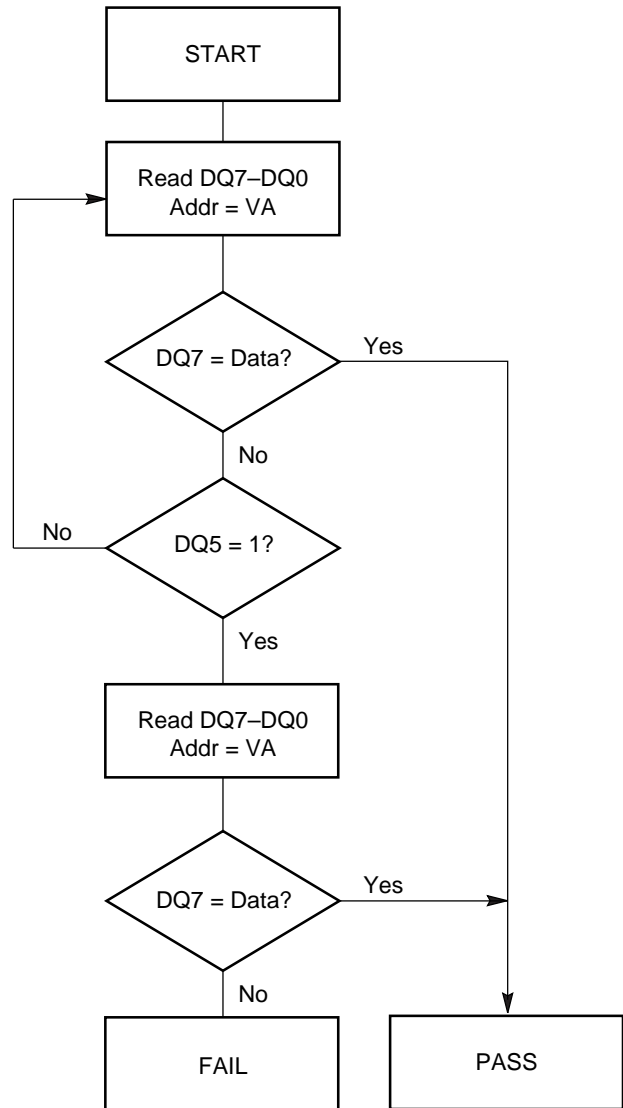 START
Read DQ7–DQ0
Addr = VA
DQ7 = Data?
Yes
No
No
DQ5 = 1?
Yes
Read DQ7–DQ0
Addr = VA
DQ7 = Data?
Yes
No
FAIL
PASS